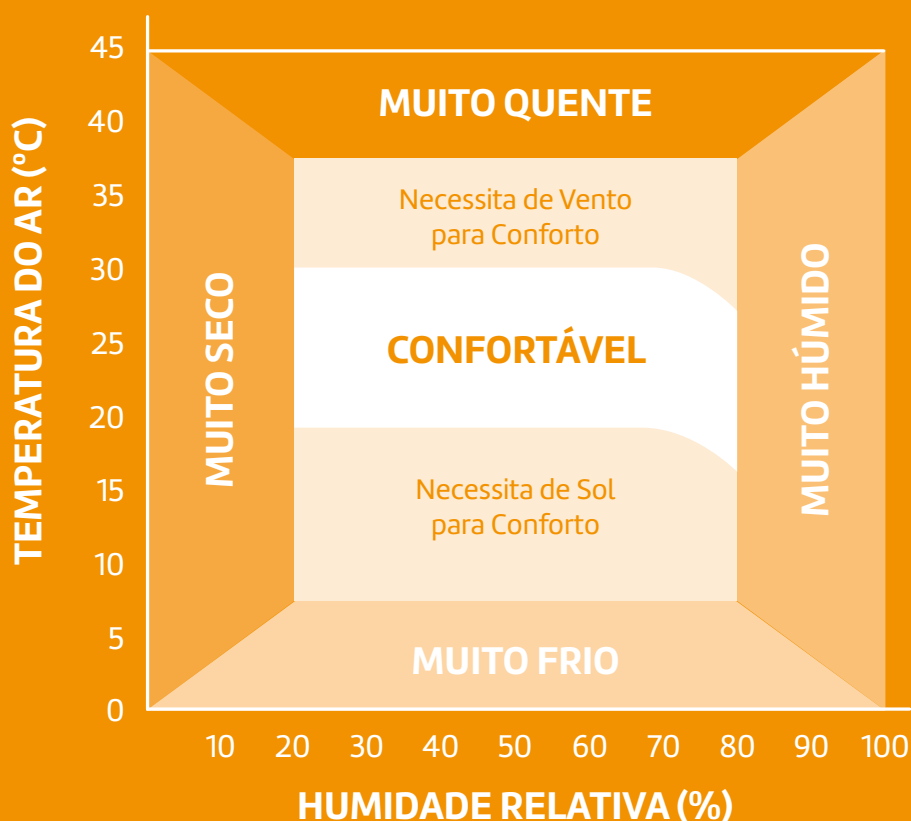 TEMPERATURA DO AR (ºC)
45
40
35
30
25
20
15
10
5
0
MUITO QUENTE
Necessita de Vento
para Conforto
MUITO SECO
CONFORTÁVEL
MUITO HÚMIDO
Necessita de Sol
para Conforto
MUITO FRIO
10 20 30 40 50 60 70 80 90 100
HUMIDADE RELATIVA (%)